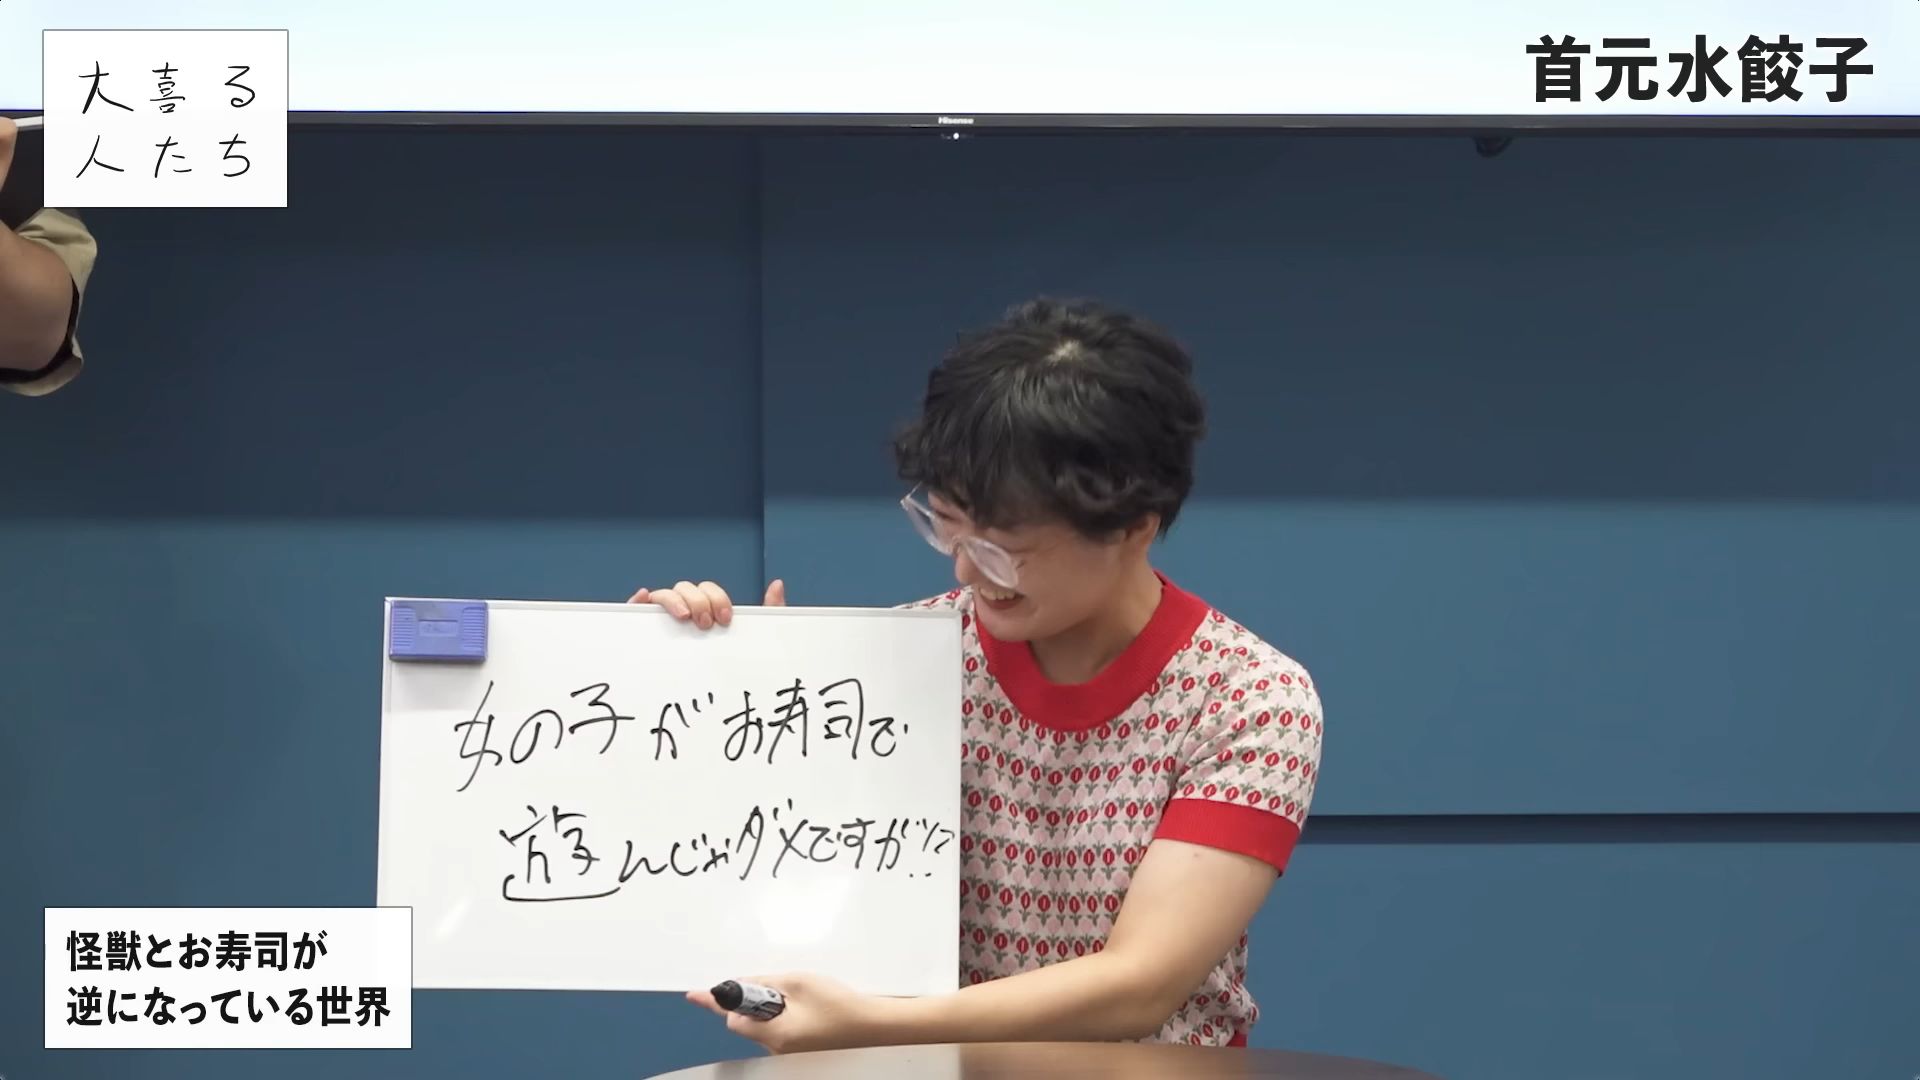 大喜る
人たち
首元水餃子
Hisense
女の子がお寿司で
遊んじゃダメですか!?
怪獣とお寿司が
逆になっている世界